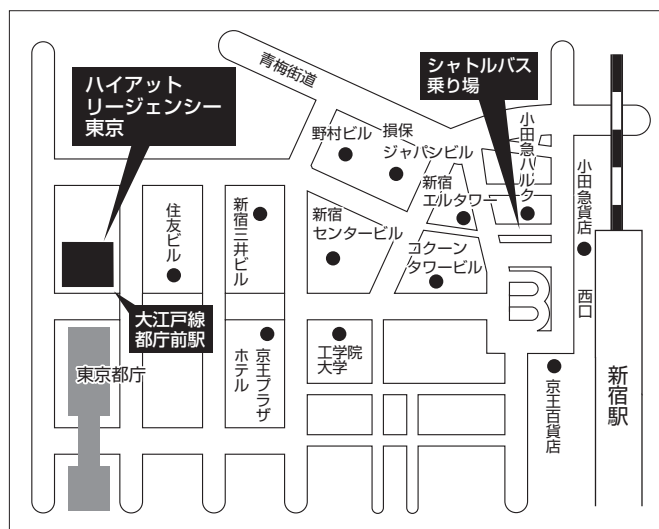 青梅街道
ハイアット
リージェンシー
東京
シャトルバス
乗り場
野村ビル
損保
ジャパンビル
小田急ハルク
小田急百貨店
新宿
エルタワー
住友ビル
新宿三井ビル
新宿
センタービル
コクーン
タワービル
西口
大江戸線
都庁前駅
東京都庁
京王プラザ
ホテル
工学院
大学
京王百貨店
新宿駅